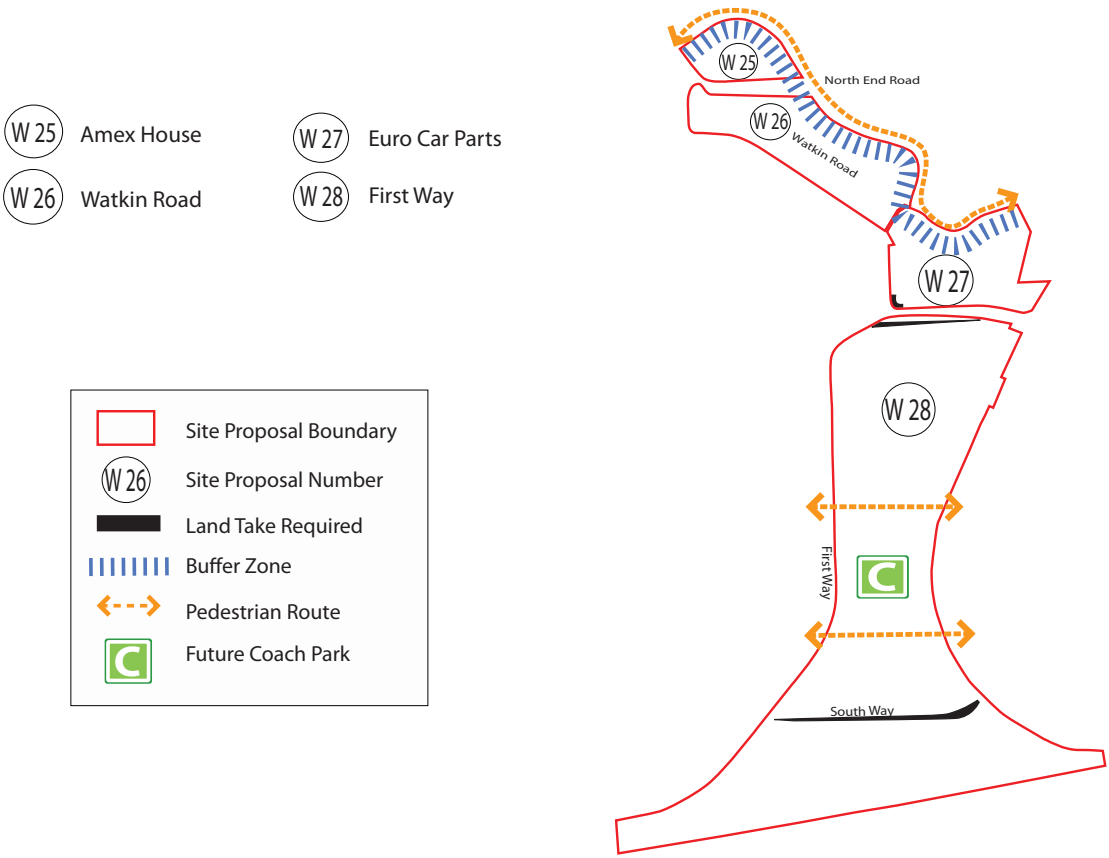 W 25 Amex House
W 27 Euro Car Parts
W 26 Watkin Road
W 28 First Way
Site Proposal Boundary
W 26 Site Proposal Number
Land Take Required
Buffer Zone
Pedestrian Route
C Future Coach Park
W 25
North End Road
W 26
Watkin Road
W 27
W 28
First Way
C
South Way